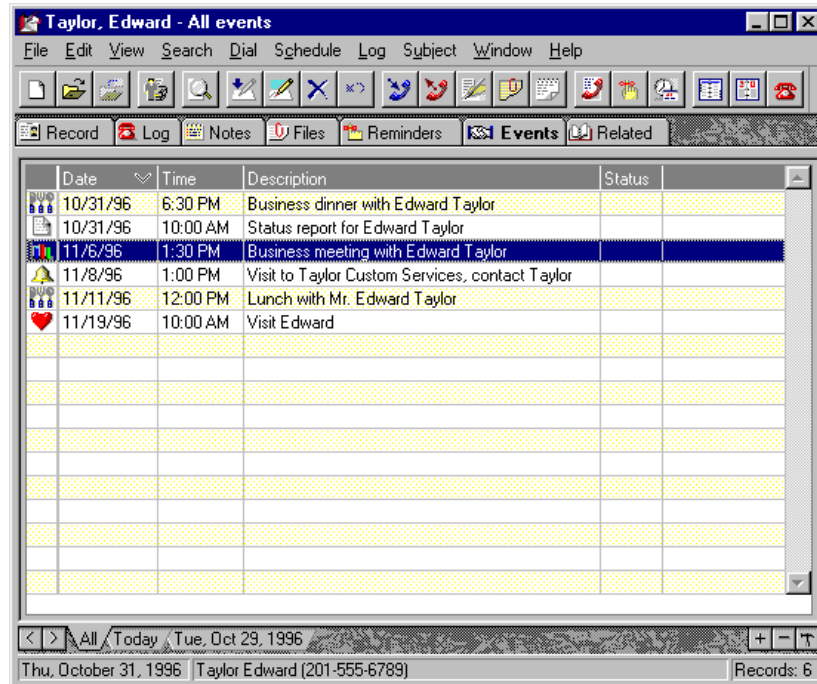 Taylor, Edward - All events
File Edit View Search Dial Schedule Log Subject Window Help
Record Log Notes Files Reminders Events Related
Date Time Description Status
10/31/96 6:30 PM Business dinner with Edward Taylor
10/31/96 10:00 AM Status report for Edward Taylor
11/6/96 1:30 PM Business meeting with Edward Taylor
11/8/96 1:00 PM Visit to Taylor Custom Services, contact Taylor
11/11/96 12:00 PM Lunch with Mr. Edward Taylor
11/19/96 10:00 AM Visit Edward
All Today Tue, Oct 29, 1996
Thu, October 31, 1996 Taylor Edward (201-555-6789) Records: 6